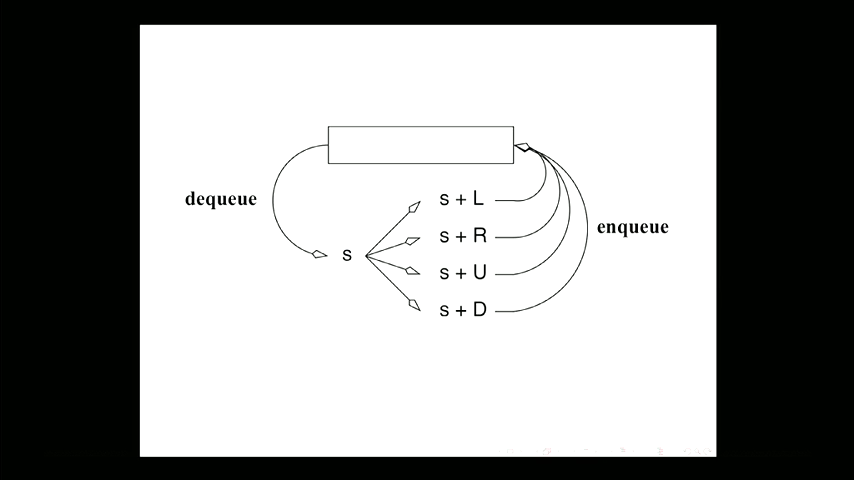 dequeue
s
s + L
s + R
s + U
s + D
enqueue